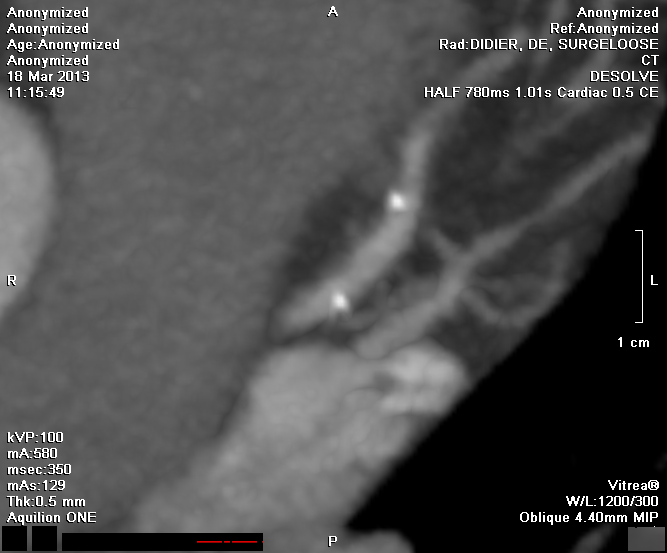 Anonymized
Anonymized
Age:Anonymized
Anonymized
18 Mar 2013
11:15:49
A
Anonymized
Ref:Anonymized
Rad:DIDIER, DE, SURGELOOSE
CT
DESOLVE
HALF 780ms 1.01s Cardiac 0.5 CE
R
L
1 cm
kVP:100
mA:580
msec:350
mAs:129
Thk:0.5 mm
Aquilion ONE
P
Vitrea®
W/L:1200/300
Oblique 4.40mm MIP